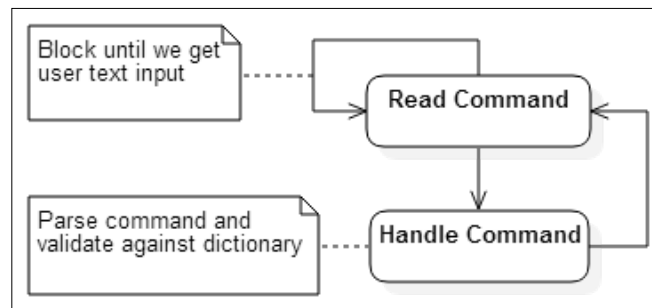 Block until we get
user text input
Read Command
Parse command and
validate against dictionary
Handle Command